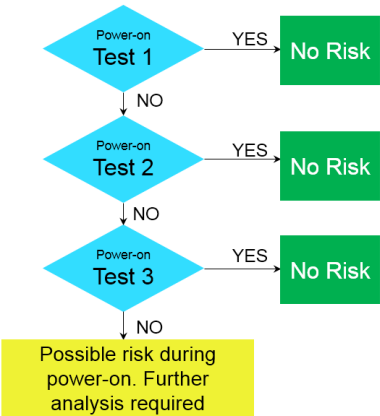 Power-on
Test 1
YES
No Risk
NO
Power-on
Test 2
YES
No Risk
NO
Power-on
Test 3
YES
No Risk
NO
Possible risk during
power-on. Further
analysis required